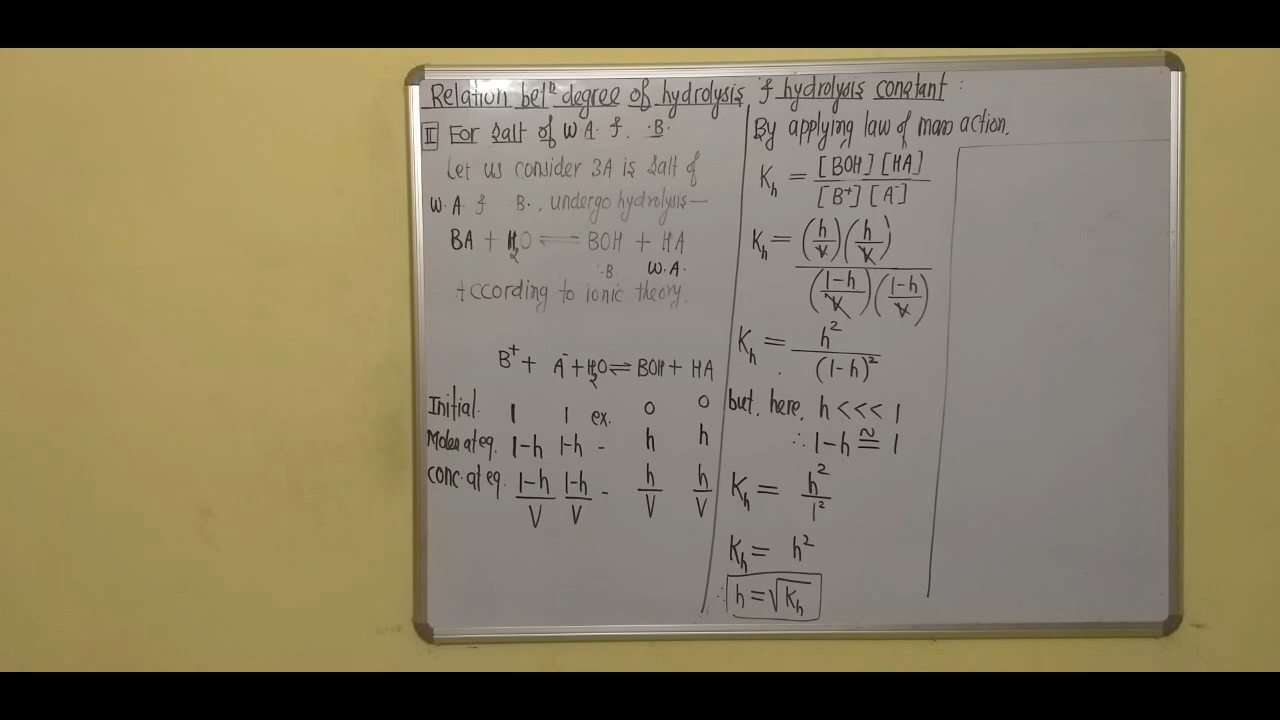 Relation betⁿ degree of hydrolysis & hydrolysis constant :
II For salt of W.A. & .B.
Let us consider BA is salt of
W.A. & B., undergo hydrolysis—
BA + H₂O ⇌ BOH + HA
.B. W.A.
According to ionic theory.
B⁺ + A⁻ + H₂O ⇌ BOH + HA
Initial. 1 1 ex. 0 0
Moles at eq. 1-h 1-h - h h
conc. at eq. (1-h)/V (1-h)/V - h/V h/V
By applying law of mass action.
Kₕ = [BOH][HA] / [B⁺][A⁻]
Kₕ = (h/V)(h/V) / ((1-h)/V)((1-h)/V)
Kₕ = h² / (1-h)²
but, here, h <<< 1
∴ 1-h ≅ 1
Kₕ = h² / 1²
Kₕ = h²
∴ h = √Kₕ